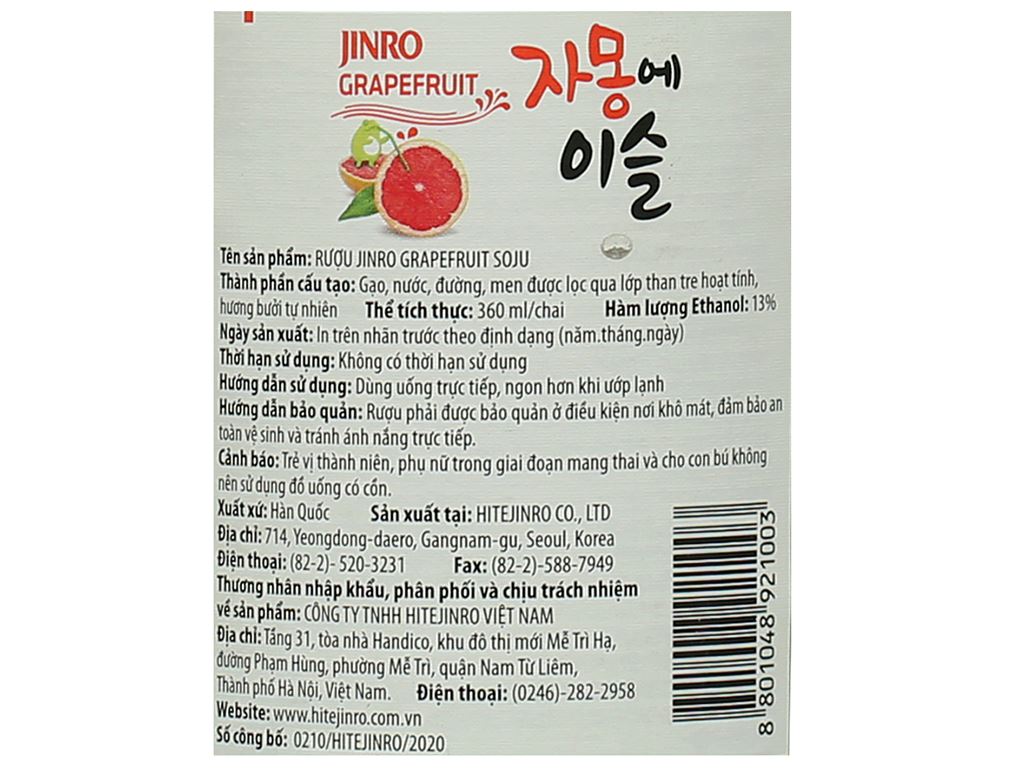 JINRO
GRAPEFRUIT
자몽에
이슬
Tên sản phẩm: RƯỢU JINRO GRAPEFRUIT SOJU
Thành phần cấu tạo: Gạo, nước, đường, men được lọc qua lớp than tre hoạt tính,
hương bưởi tự nhiên Thể tích thực: 360 ml/chai Hàm lượng Ethanol: 13%
Ngày sản xuất: In trên nhãn trước theo định dạng (năm.tháng.ngày)
Thời hạn sử dụng: Không có thời hạn sử dụng
Hướng dẫn sử dụng: Dùng uống trực tiếp, ngon hơn khi ướp lạnh
Hướng dẫn bảo quản: Rượu phải được bảo quản ở điều kiện nơi khô mát, đảm bảo an
toàn vệ sinh và tránh ánh nắng trực tiếp.
Cảnh báo: Trẻ vị thành niên, phụ nữ trong giai đoạn mang thai và cho con bú không
nên sử dụng đồ uống có cồn.
Xuất xứ: Hàn Quốc Sản xuất tại: HITEJINRO CO., LTD
Địa chỉ: 714, Yeongdong-daero, Gangnam-gu, Seoul, Korea
Điện thoại: (82-2)- 520-3231 Fax: (82-2)-588-7949
Thương nhân nhập khẩu, phân phối và chịu trách nhiệm
về sản phẩm: CÔNG TY TNHH HITEJINRO VIỆT NAM
Địa chỉ: Tầng 31, tòa nhà Handico, khu đô thị mới Mễ Trì Hạ,
đường Phạm Hùng, phường Mễ Trì, quận Nam Từ Liêm,
Thành phố Hà Nội, Việt Nam. Điện thoại: (0246)-282-2958
Website: www.hitejinro.com.vn
Số công bố: 0210/HITEJINRO/2020
8 801048 921003